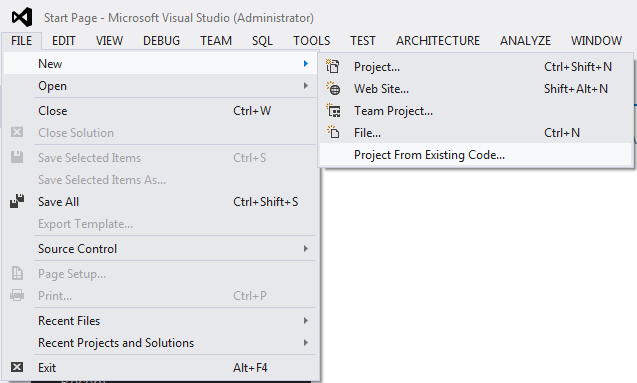 Start Page - Microsoft Visual Studio (Administrator)
FILE EDIT VIEW DEBUG TEAM SQL TOOLS TEST ARCHITECTURE ANALYZE WINDOW
New
Open
Close Ctrl+W
Close Solution
Save Selected Items Ctrl+S
Save Selected Items As...
Save All Ctrl+Shift+S
Export Template...
Source Control
Page Setup...
Print... Ctrl+P
Recent Files
Recent Projects and Solutions
Exit Alt+F4
Project... Ctrl+Shift+N
Web Site... Shift+Alt+N
Team Project...
File... Ctrl+N
Project From Existing Code...